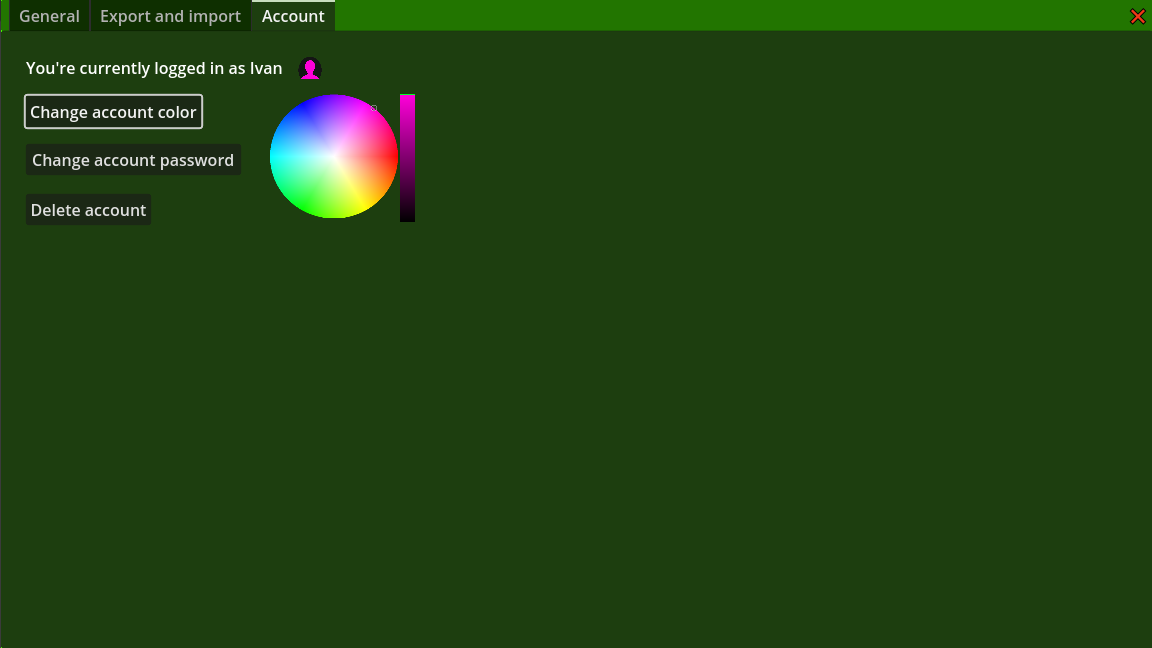 General
Export and import
Account
You're currently logged in as Ivan
Change account color
Change account password
Delete account